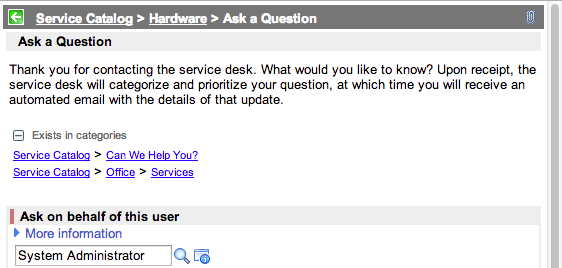 Service Catalog > Hardware > Ask a Question
Ask a Question
Thank you for contacting the service desk. What would you like to know? Upon receipt, the
service desk will categorize and prioritize your question, at which time you will receive an
automated email with the details of that update.
Exists in categories
Service Catalog > Can We Help You?
Service Catalog > Office > Services
Ask on behalf of this user
More information
System Administrator